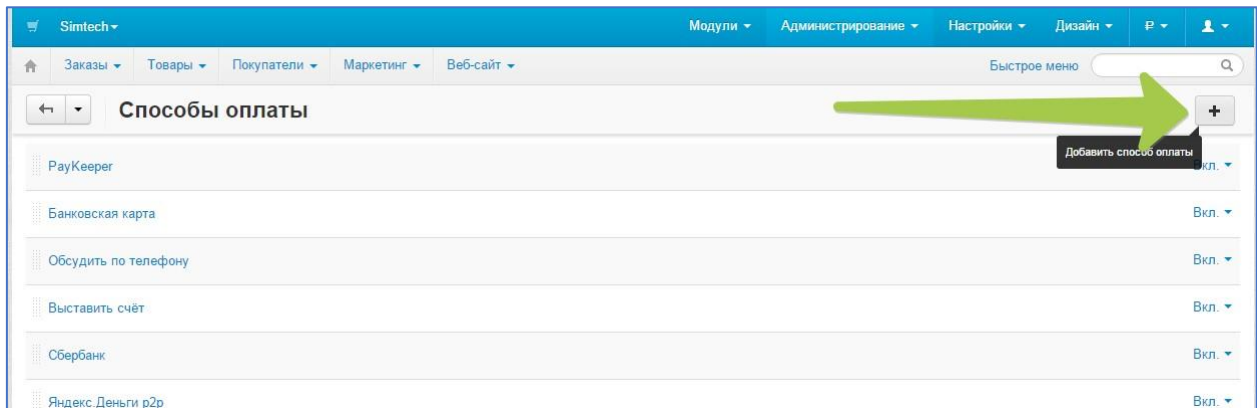 Simtech
Модули Администрирование Настройки Дизайн ₽
Заказы Товары Покупатели Маркетинг Веб-сайт Быстрое меню
Способы оплаты +
Добавить способ оплаты
PayKeeper Вкл.
Банковская карта Вкл.
Обсудить по телефону Вкл.
Выставить счёт Вкл.
Сбербанк Вкл.
Яндекс.Деньги p2p Вкл.